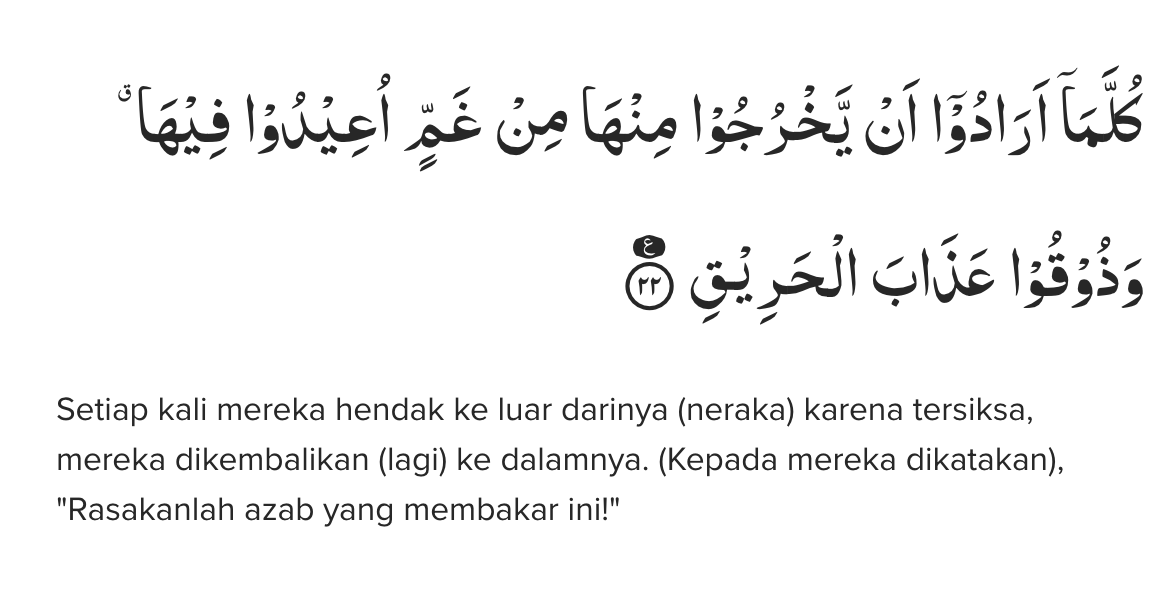 كُلَّمَآ اَرَادُوْٓا اَنْ يَّخْرُجُوْا مِنْهَا مِنْ غَمٍّ اُعِيْدُوْا فِيْهَاۙ
وَذُوْقُوْا عَذَابَ الْحَرِيْقِ ࣖ ٢٢
Setiap kali mereka hendak ke luar darinya (neraka) karena tersiksa,
mereka dikembalikan (lagi) ke dalamnya. (Kepada mereka dikatakan),
"Rasakanlah azab yang membakar ini!"